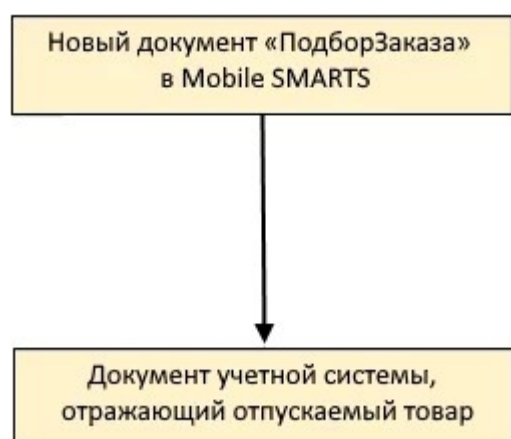 Новый документ «ПодборЗаказа»
в Mobile SMARTS
Документ учетной системы,
отражающий отпускаемый товар